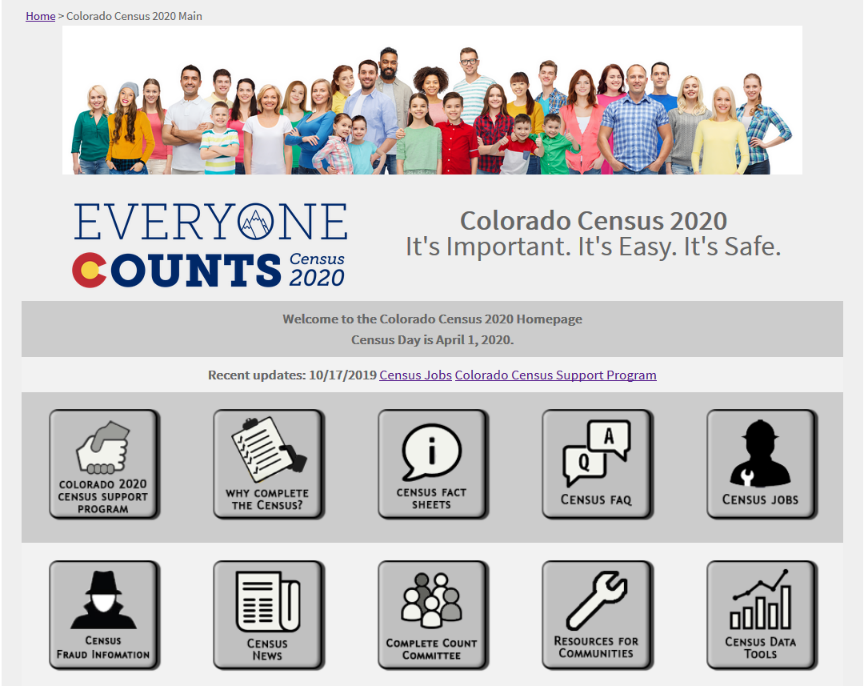 Home > Colorado Census 2020 Main
EVERYONE
COUNTS Census
2020
Colorado Census 2020
It's Important. It's Easy. It's Safe.
Welcome to the Colorado Census 2020 Homepage
Census Day is April 1, 2020.
Recent updates: 10/17/2019 Census Jobs Colorado Census Support Program
COLORADO 2020
CENSUS SUPPORT
PROGRAM
WHY COMPLETE
THE CENSUS?
i
CENSUS FACT
SHEETS
A
Q
CENSUS FAQ
CENSUS JOBS
CENSUS
FRAUD INFOMATION
CENSUS
NEWS
COMPLETE COUNT
COMMITTEE
RESOURCES FOR
COMMUNITIES
CENSUS DATA
TOOLS